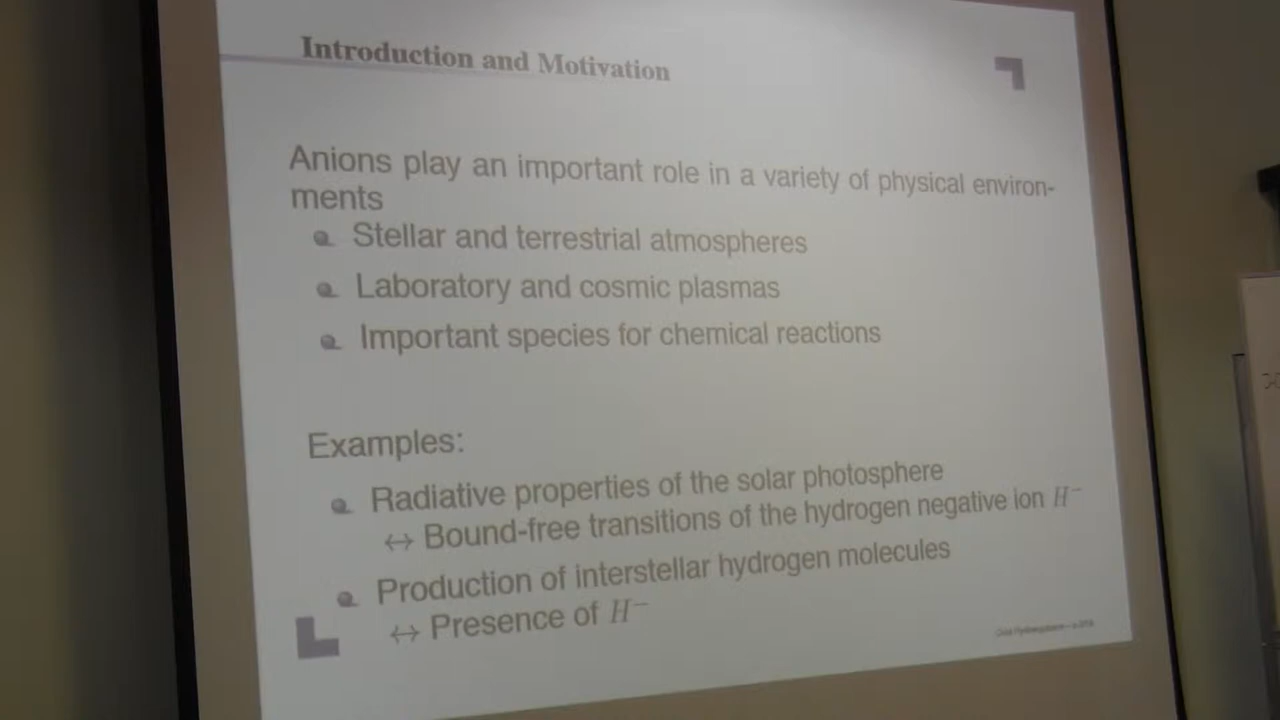 Introduction and Motivation
Anions play an important role in a variety of physical environ-
ments
Stellar and terrestrial atmospheres
Laboratory and cosmic plasmas
Important species for chemical reactions
Examples:
Radiative properties of the solar photosphere
↔ Bound-free transitions of the hydrogen negative ion H⁻
Production of interstellar hydrogen molecules
↔ Presence of H⁻